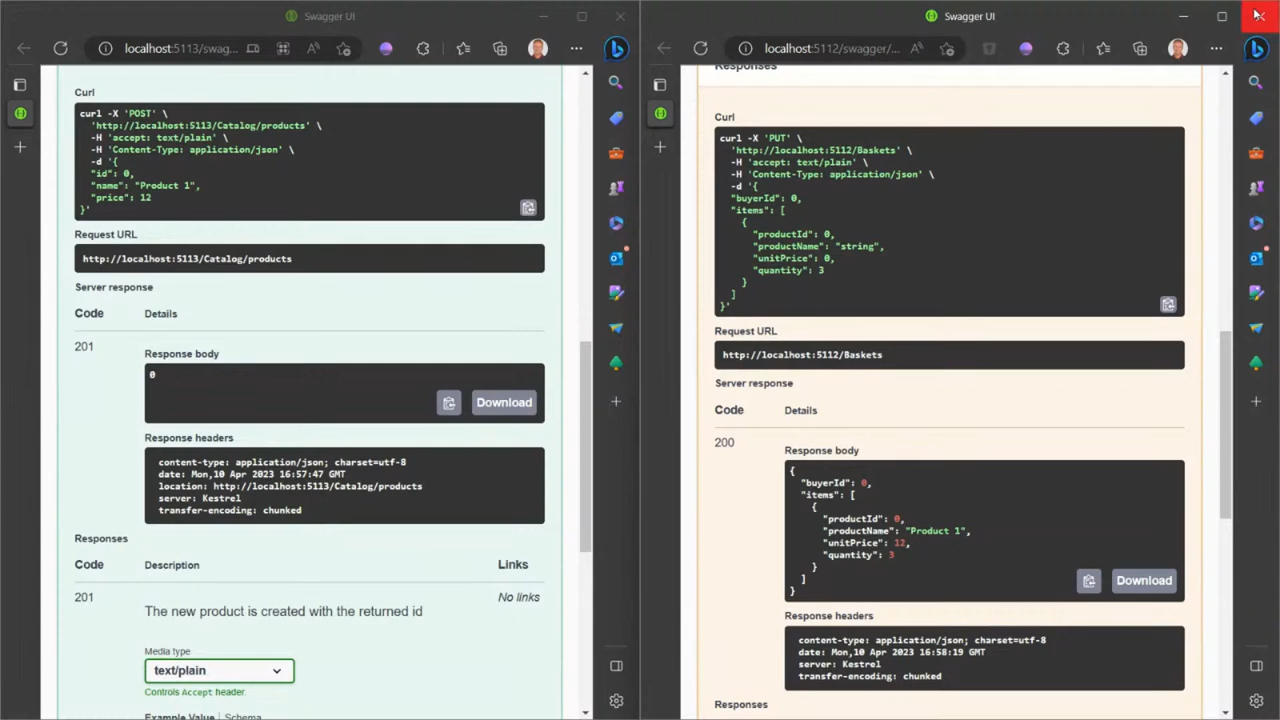 Swagger UI
localhost:5113/swag...
Curl
curl -X 'POST' \
'http://localhost:5113/Catalog/products' \
-H 'accept: text/plain' \
-H 'Content-Type: application/json' \
-d '{
"id": 0,
"name": "Product 1",
"price": 12
}'
Request URL
http://localhost:5113/Catalog/products
Server response
Code Details
201
Response body
0
Download
Response headers
content-type: application/json; charset=utf-8
date: Mon,10 Apr 2023 16:57:47 GMT
location: http://localhost:5113/Catalog/products
server: Kestrel
transfer-encoding: chunked
Responses
Code Description Links
201 No links
The new product is created with the returned id
Media type
text/plain
Controls Accept header.
Example Value | Schema
Swagger UI
localhost:5112/swagger/...
Responses
Curl
curl -X 'PUT' \
'http://localhost:5112/Baskets' \
-H 'accept: text/plain' \
-H 'Content-Type: application/json' \
-d '{
"buyerId": 0,
"items": [
{
"productId": 0,
"productName": "string",
"unitPrice": 0,
"quantity": 3
}
]
}'
Request URL
http://localhost:5112/Baskets
Server response
Code Details
200
Response body
{
"buyerId": 0,
"items": [
{
"productId": 0,
"productName": "Product 1",
"unitPrice": 12,
"quantity": 3
}
]
}
Download
Response headers
content-type: application/json; charset=utf-8
date: Mon,10 Apr 2023 16:58:19 GMT
server: Kestrel
transfer-encoding: chunked
Responses